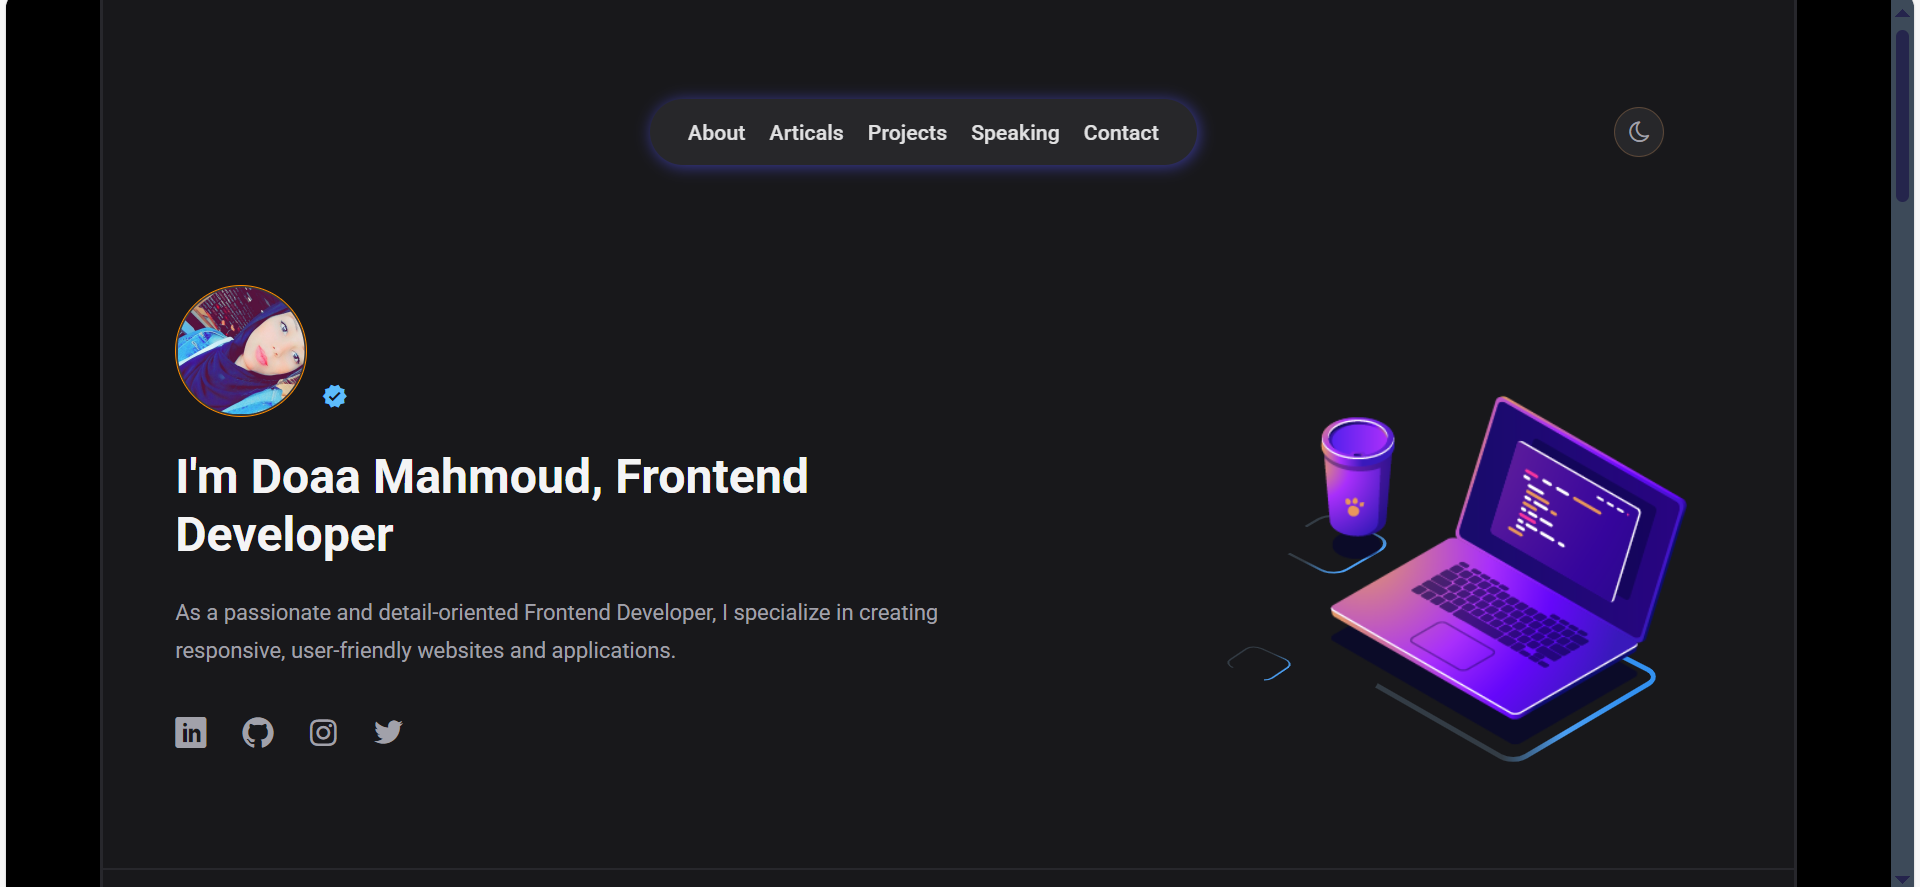 About Articals Projects Speaking Contact
I'm Doaa Mahmoud, Frontend
Developer
As a passionate and detail-oriented Frontend Developer, I specialize in creating
responsive, user-friendly websites and applications.